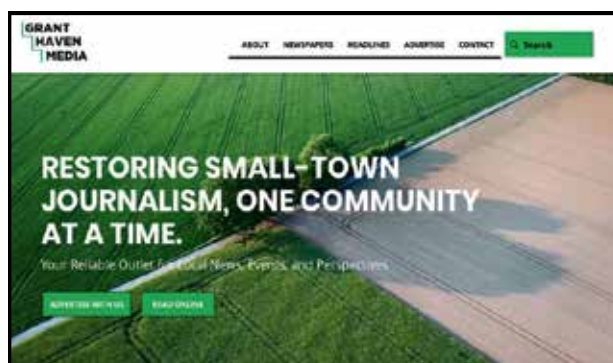 GRANT
HAVEN
MEDIA
ABOUT NEWSPAPERS HEADLINES ADVERTISE CONTACT Search
RESTORING SMALL-TOWN
JOURNALISM, ONE COMMUNITY
AT A TIME.
Your Reliable Outlet for Local News, Events, and Perspectives
ADVERTISE WITH US READ ONLINE